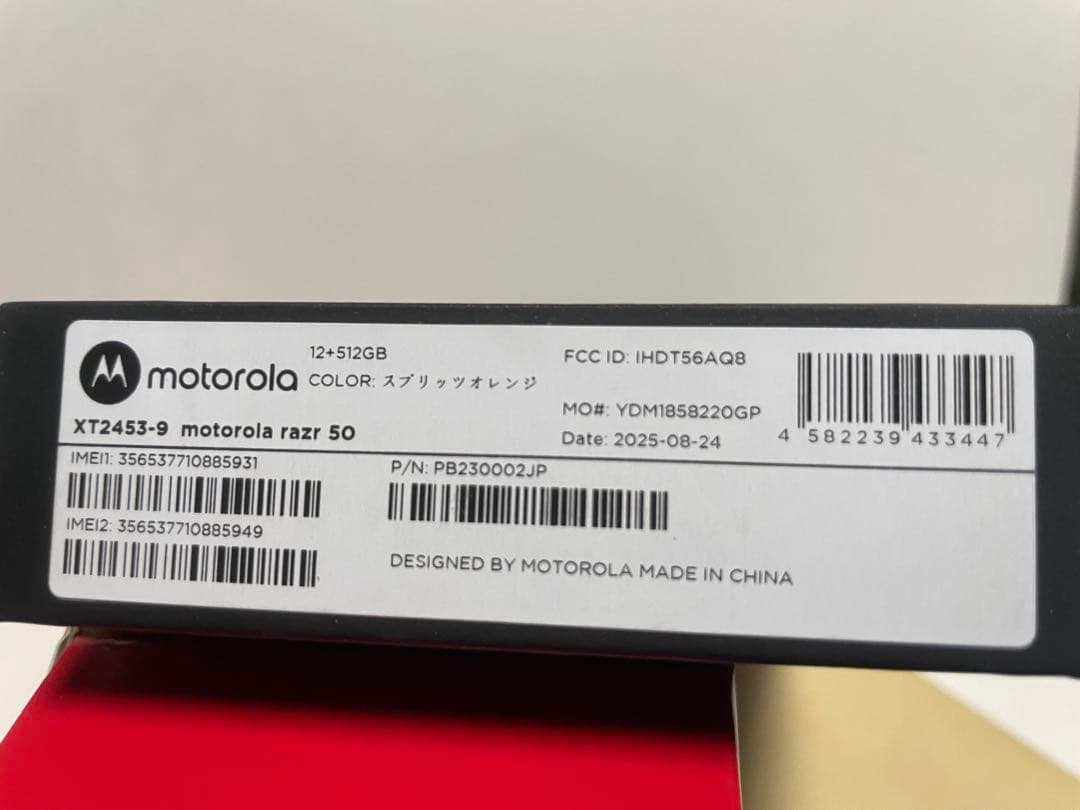 motorola
12+512GB
COLOR: スプリッツオレンジ
XT2453-9 motorola razr 50
FCC ID: IHDT56AQ8
MO#: YDM1858220GP
Date: 2025-08-24
4 582239 433447
IMEI1: 356537710885931
IMEI2: 356537710885949
P/N: PB230002JP
DESIGNED BY MOTOROLA MADE IN CHINA